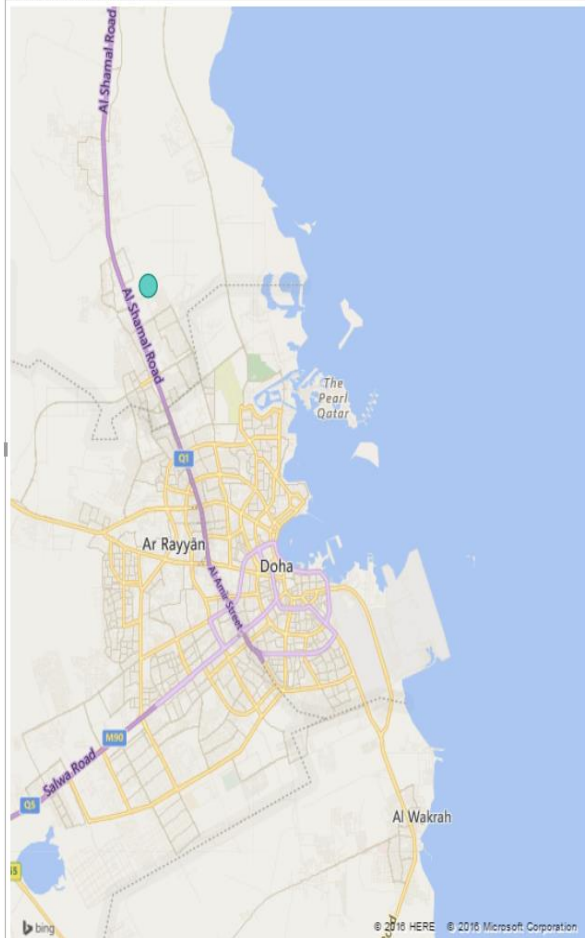 Al Shamal Road
Al Shamal Road
The
Pearl
Qatar
Q1
Ar Rayyān
Doha
Al Amir Street
M90
Salwa Road
Q5
Al Wakrah
bing
© 2016 HERE © 2016 Microsoft Corporation